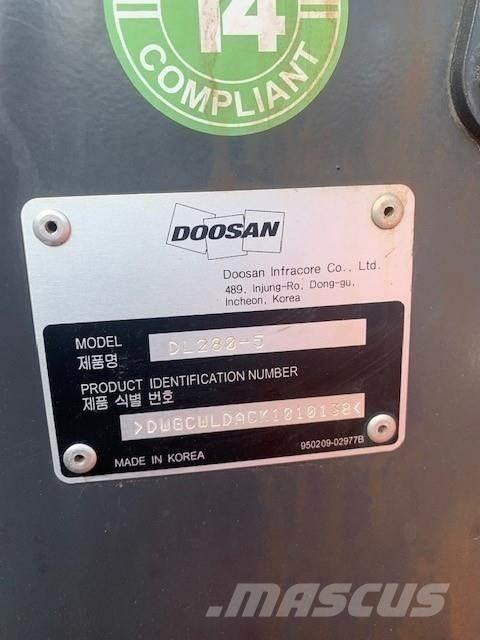 14
COMPLIANT
DOOSAN
Doosan Infracore Co., Ltd.
489, Injung-Ro, Dong-gu,
Incheon, Korea
MODEL
제품명
DL280-5
PRODUCT IDENTIFICATION NUMBER
제품 식별 번호
>DWGCWLDACK1010138<
MADE IN KOREA
950209-02977B
MASCUS